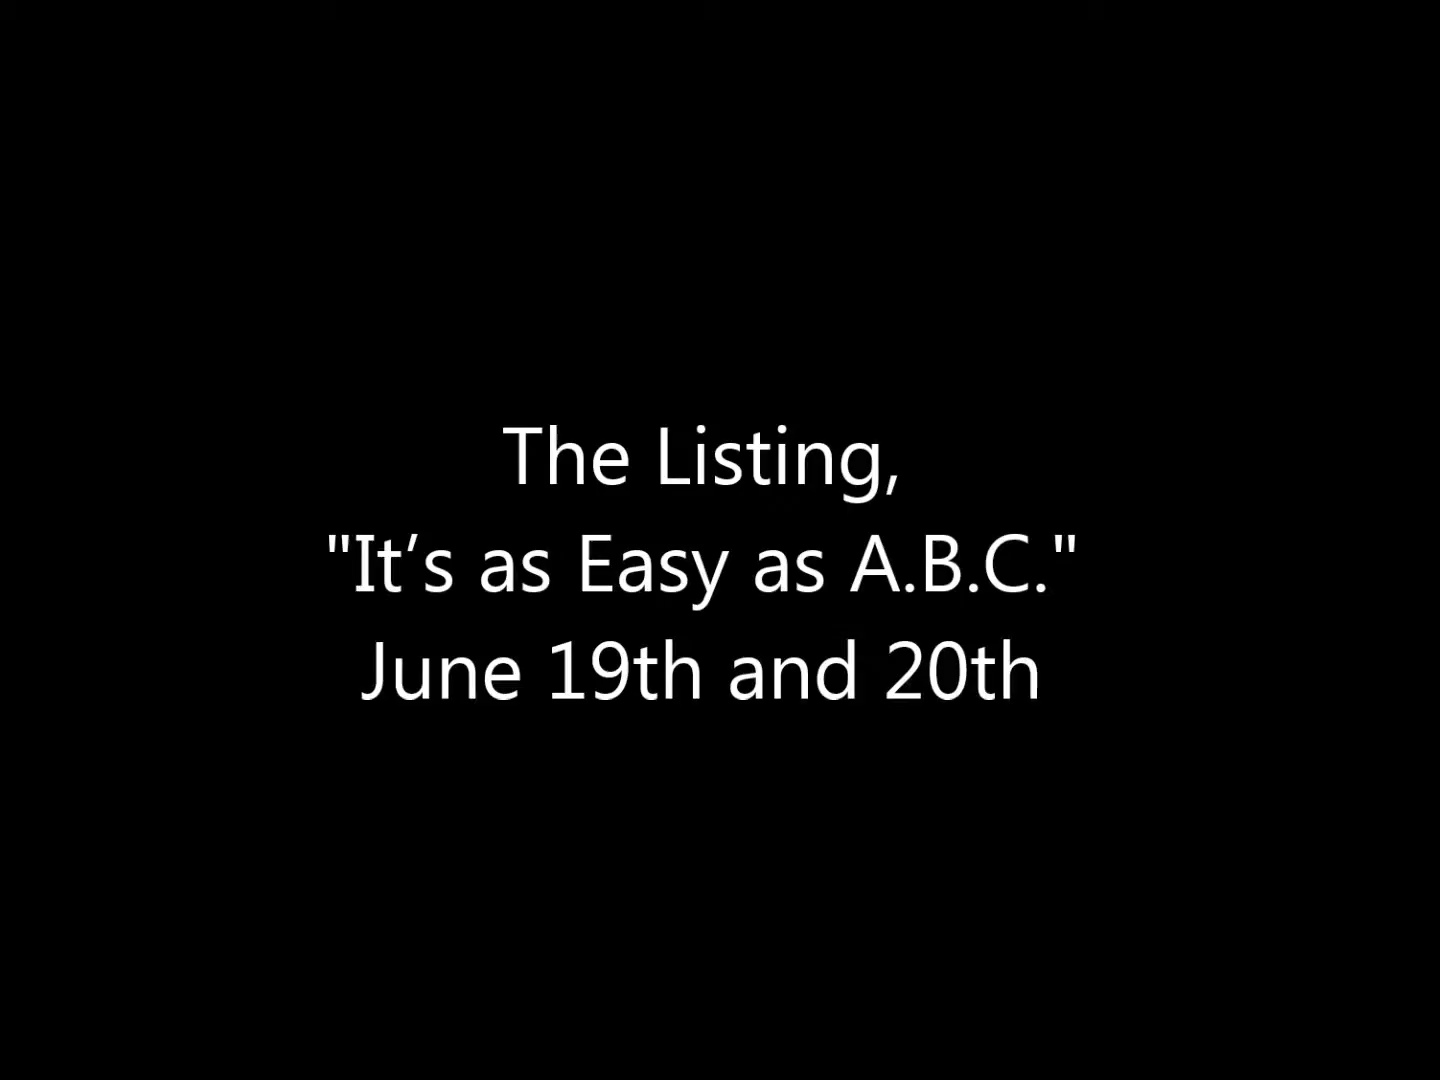 The Listing,
"It’s as Easy as A.B.C."
June 19th and 20th